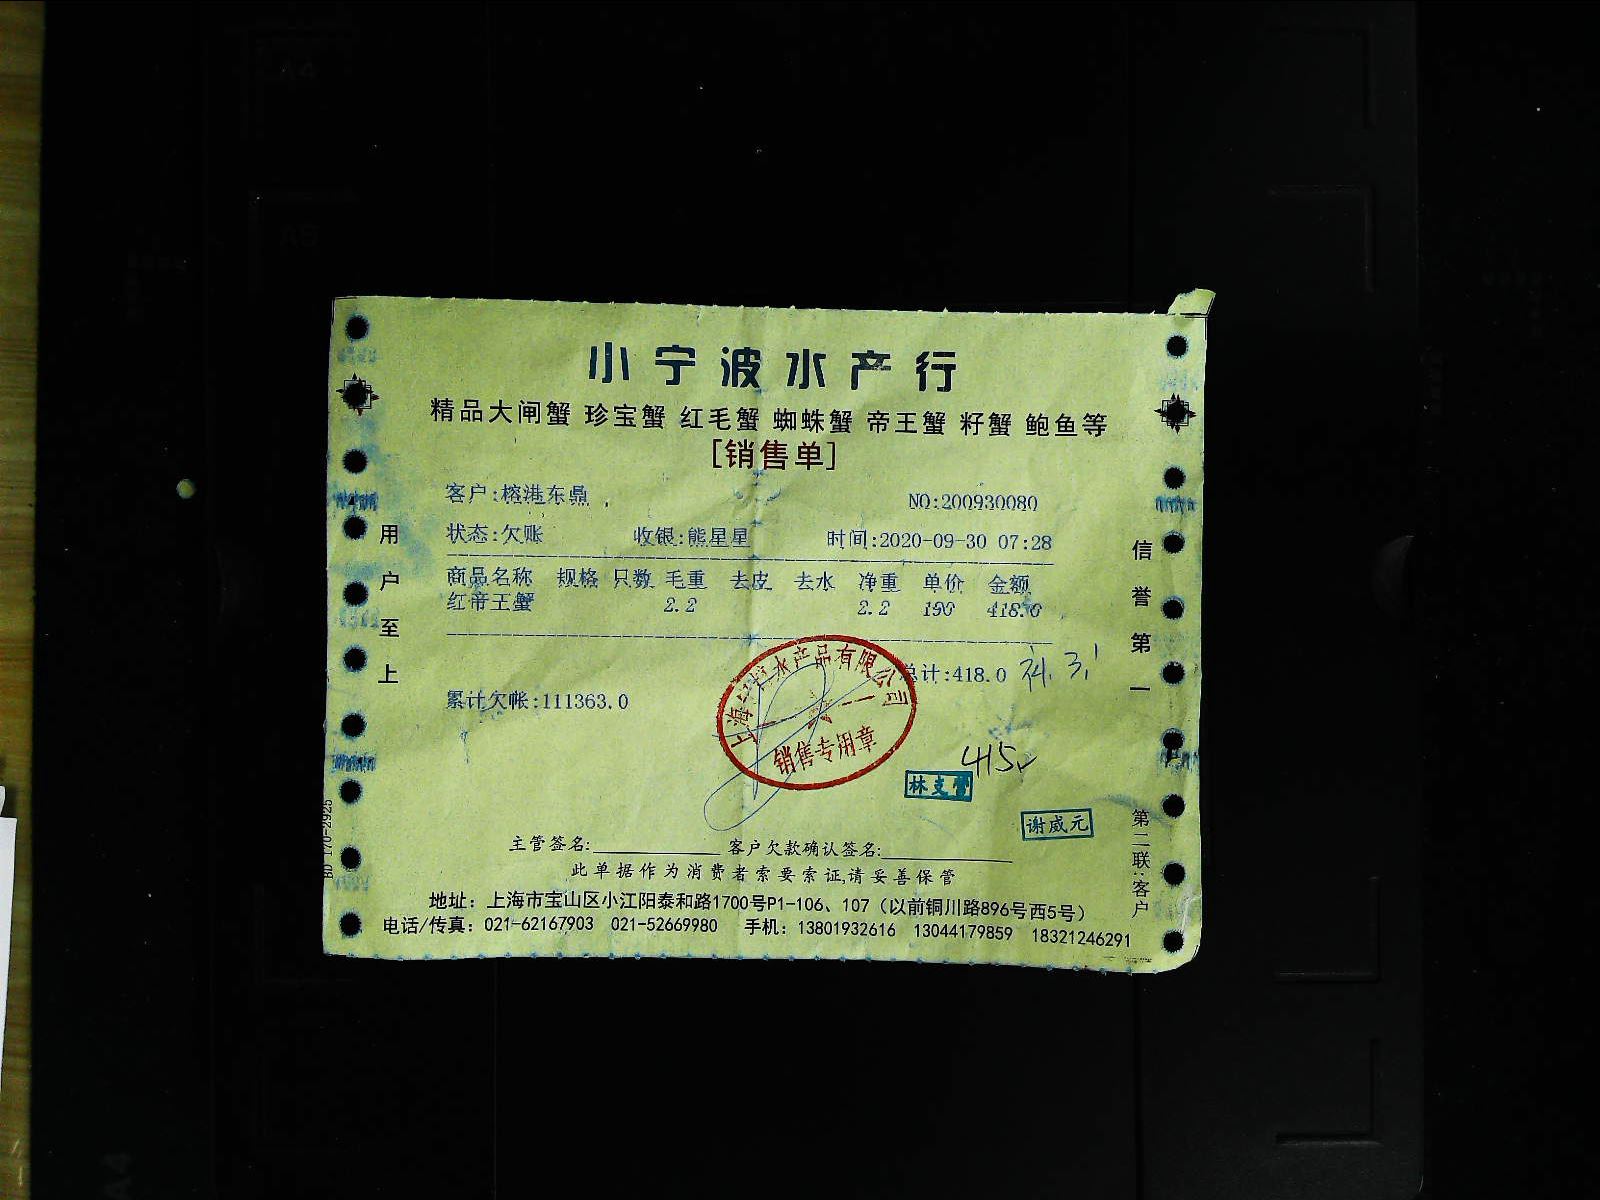 小宁波水产行
精品大闸蟹 珍宝蟹 红毛蟹 蜘蛛蟹 帝王蟹 籽蟹 鲍鱼等
[销售单]
客户:榕港东鼎
NO:200930080
状态:欠账 收银:熊星星 时间:2020-09-30 07:28
商品名称 规格 只数 毛重 去皮 去水 净重 单价 金额
红帝王蟹 2.2 2.2 190 418.0
总计:418.0
累计欠帐:111363.0
上海 水产品有限公司
销售专用章
415
林支管
谢威元
主管签名: 客户欠款确认签名:
此单据作为消费者索要索证,请妥善保管
地址：上海市宝山区小江阳泰和路1700号P1-106、107（以前铜川路896号西5号）
电话/传真：021-62167903 021-52669980 手机：13801932616 13044179859 18321246291
用户至上
信誉第一
第二联:客户
A4